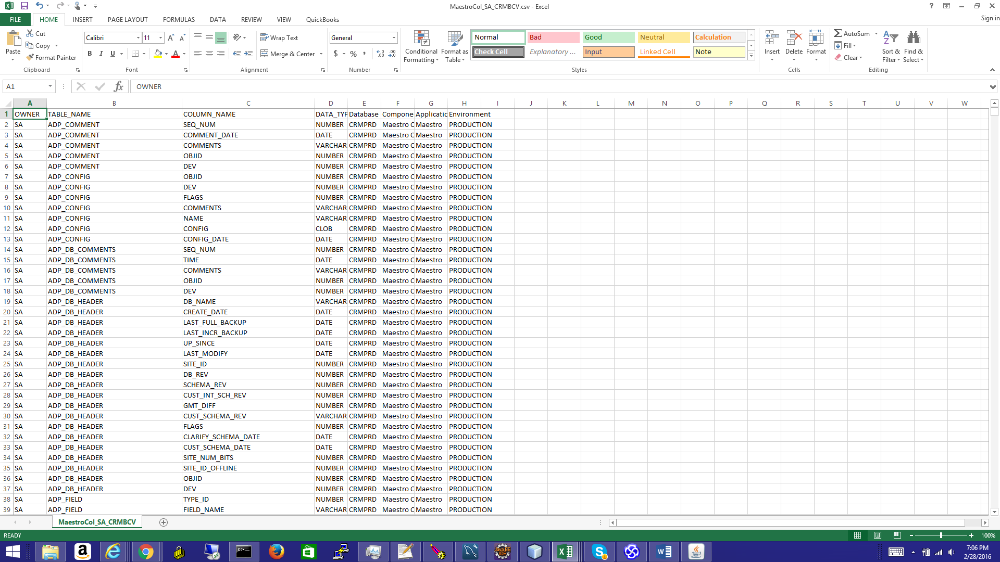 MaestroCol_SA_CRMBCV.csv - Excel
FILE HOME INSERT PAGE LAYOUT FORMULAS DATA REVIEW VIEW QuickBooks Sign in
Paste Cut Copy Format Painter Clipboard
Calibri 11 B I U A Font
Wrap Text Merge & Center Alignment
General $ % , Number
Conditional Formatting Format as Table
Normal Bad Good Neutral Calculation
Check Cell Explanatory ... Input Linked Cell Note
Styles
Insert Delete Format Cells
AutoSum Fill Clear Sort & Filter Find & Select Editing
A1 fx OWNER
A B C D E F G H I J K L M N O P Q R S T U V W
1 OWNER TABLE_NAME COLUMN_NAME DATA_TYP Database Compone Applicatio Environment
2 SA ADP_COMMENT SEQ_NUM NUMBER CRMPRD Maestro C Maestro PRODUCTION
3 SA ADP_COMMENT COMMENT_DATE DATE CRMPRD Maestro C Maestro PRODUCTION
4 SA ADP_COMMENT COMMENTS VARCHAR CRMPRD Maestro C Maestro PRODUCTION
5 SA ADP_COMMENT OBJID NUMBER CRMPRD Maestro C Maestro PRODUCTION
6 SA ADP_COMMENT DEV NUMBER CRMPRD Maestro C Maestro PRODUCTION
7 SA ADP_CONFIG OBJID NUMBER CRMPRD Maestro C Maestro PRODUCTION
8 SA ADP_CONFIG DEV NUMBER CRMPRD Maestro C Maestro PRODUCTION
9 SA ADP_CONFIG FLAGS NUMBER CRMPRD Maestro C Maestro PRODUCTION
10 SA ADP_CONFIG COMMENTS VARCHAR CRMPRD Maestro C Maestro PRODUCTION
11 SA ADP_CONFIG NAME VARCHAR CRMPRD Maestro C Maestro PRODUCTION
12 SA ADP_CONFIG CONFIG CLOB CRMPRD Maestro C Maestro PRODUCTION
13 SA ADP_CONFIG CONFIG_DATE DATE CRMPRD Maestro C Maestro PRODUCTION
14 SA ADP_DB_COMMENTS SEQ_NUM NUMBER CRMPRD Maestro C Maestro PRODUCTION
15 SA ADP_DB_COMMENTS TIME DATE CRMPRD Maestro C Maestro PRODUCTION
16 SA ADP_DB_COMMENTS COMMENTS VARCHAR CRMPRD Maestro C Maestro PRODUCTION
17 SA ADP_DB_COMMENTS OBJID NUMBER CRMPRD Maestro C Maestro PRODUCTION
18 SA ADP_DB_COMMENTS DEV NUMBER CRMPRD Maestro C Maestro PRODUCTION
19 SA ADP_DB_HEADER DB_NAME VARCHAR CRMPRD Maestro C Maestro PRODUCTION
20 SA ADP_DB_HEADER CREATE_DATE DATE CRMPRD Maestro C Maestro PRODUCTION
21 SA ADP_DB_HEADER LAST_FULL_BACKUP DATE CRMPRD Maestro C Maestro PRODUCTION
22 SA ADP_DB_HEADER LAST_INCR_BACKUP DATE CRMPRD Maestro C Maestro PRODUCTION
23 SA ADP_DB_HEADER UP_SINCE DATE CRMPRD Maestro C Maestro PRODUCTION
24 SA ADP_DB_HEADER LAST_MODIFY DATE CRMPRD Maestro C Maestro PRODUCTION
25 SA ADP_DB_HEADER SITE_ID NUMBER CRMPRD Maestro C Maestro PRODUCTION
26 SA ADP_DB_HEADER DB_REV NUMBER CRMPRD Maestro C Maestro PRODUCTION
27 SA ADP_DB_HEADER SCHEMA_REV NUMBER CRMPRD Maestro C Maestro PRODUCTION
28 SA ADP_DB_HEADER CUST_INT_SCH_REV NUMBER CRMPRD Maestro C Maestro PRODUCTION
29 SA ADP_DB_HEADER GMT_DIFF NUMBER CRMPRD Maestro C Maestro PRODUCTION
30 SA ADP_DB_HEADER CUST_SCHEMA_REV VARCHAR CRMPRD Maestro C Maestro PRODUCTION
31 SA ADP_DB_HEADER FLAGS NUMBER CRMPRD Maestro C Maestro PRODUCTION
32 SA ADP_DB_HEADER CLARIFY_SCHEMA_DATE DATE CRMPRD Maestro C Maestro PRODUCTION
33 SA ADP_DB_HEADER CUST_SCHEMA_DATE DATE CRMPRD Maestro C Maestro PRODUCTION
34 SA ADP_DB_HEADER SITE_NUM_BITS NUMBER CRMPRD Maestro C Maestro PRODUCTION
35 SA ADP_DB_HEADER SITE_ID_OFFLINE NUMBER CRMPRD Maestro C Maestro PRODUCTION
36 SA ADP_DB_HEADER OBJID NUMBER CRMPRD Maestro C Maestro PRODUCTION
37 SA ADP_DB_HEADER DEV NUMBER CRMPRD Maestro C Maestro PRODUCTION
38 SA ADP_FIELD TYPE_ID NUMBER CRMPRD Maestro C Maestro PRODUCTION
39 SA ADP_FIELD FIELD_NAME VARCHAR CRMPRD Maestro C Maestro PRODUCTION
MaestroCol_SA_CRMBCV
READY 100%
7:06 PM
2/28/2016